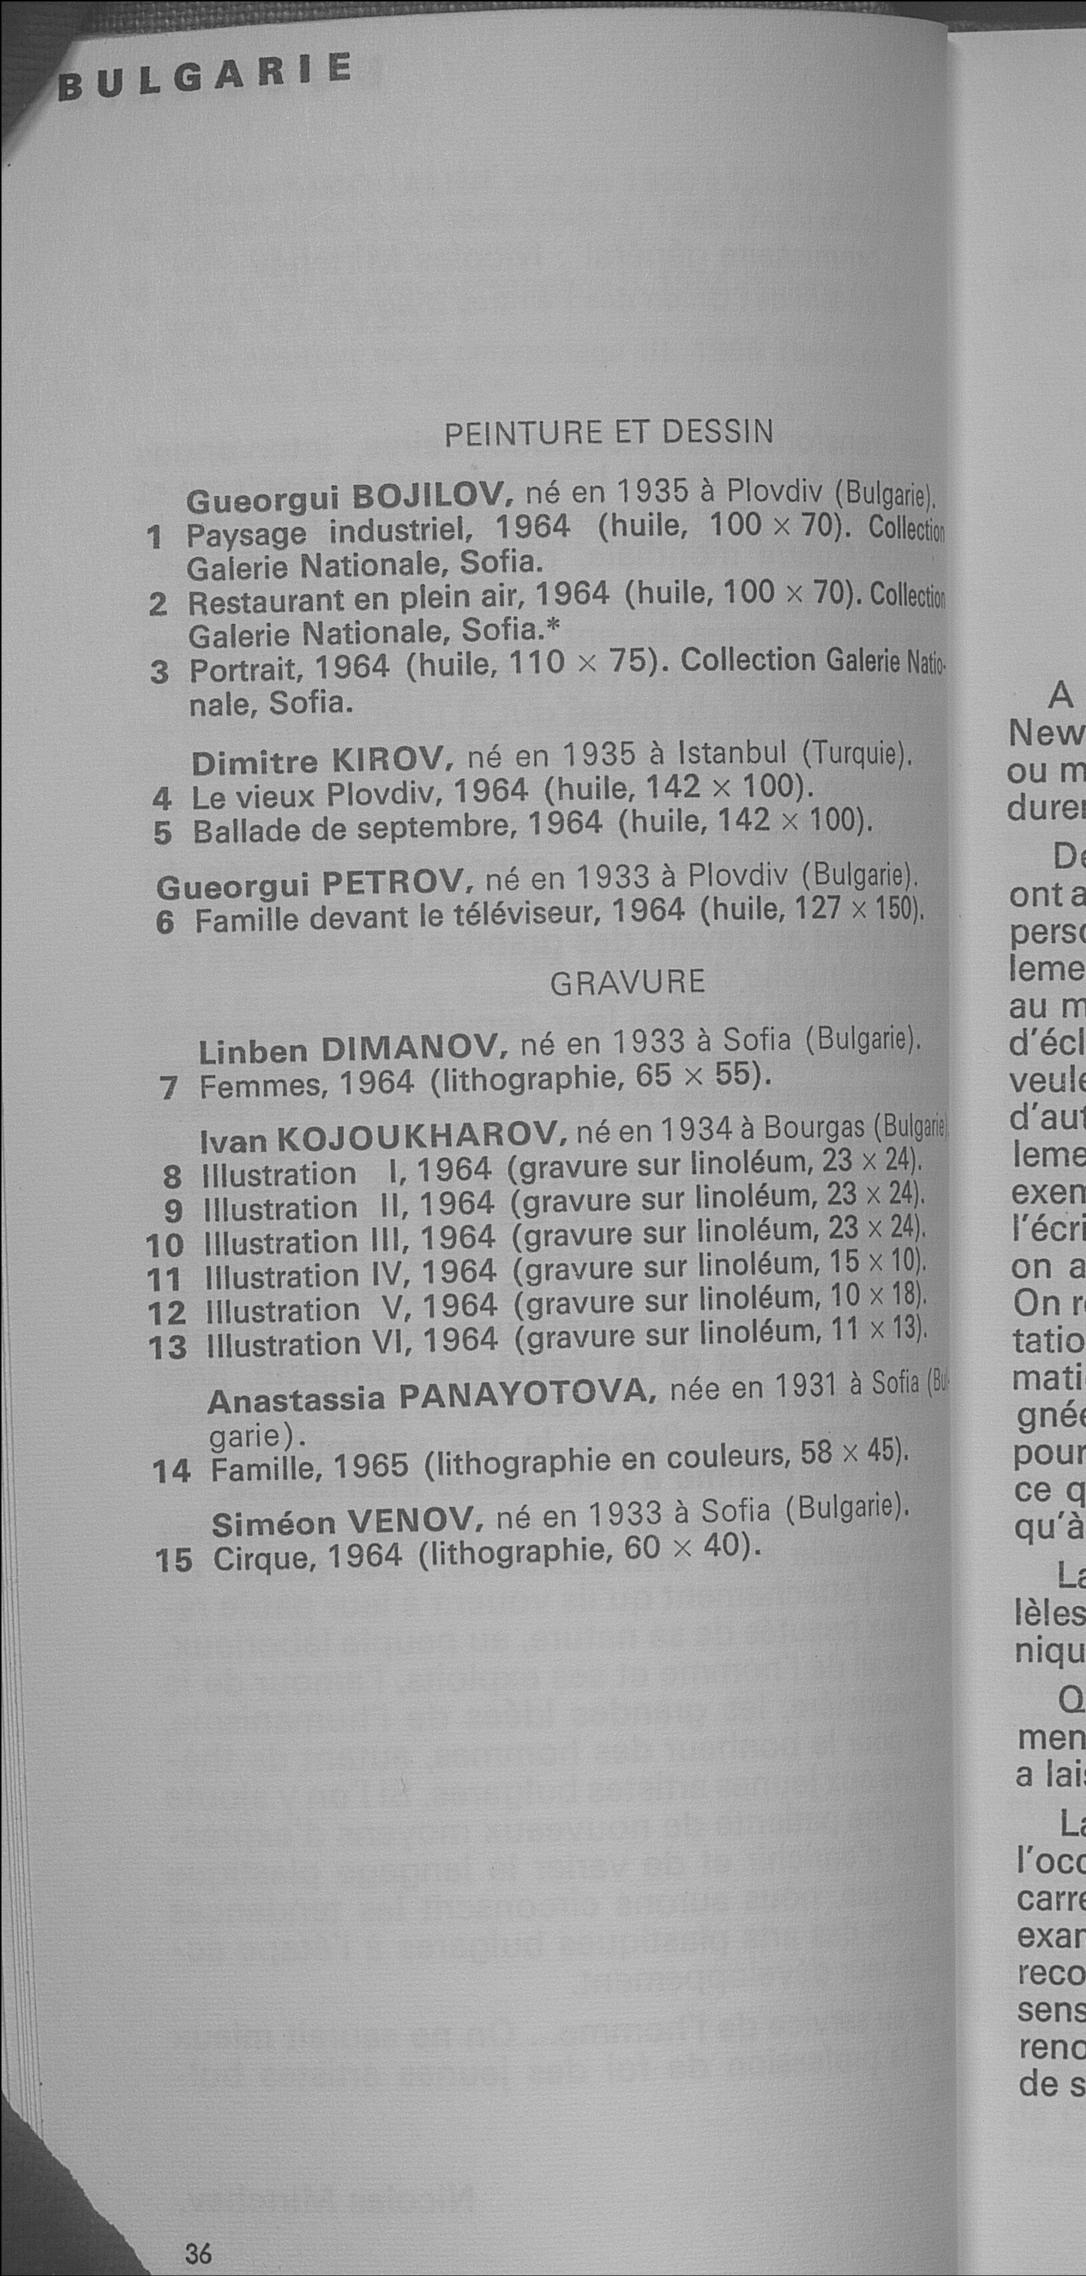 BULGARIE
PEINTURE ET DESSIN
Gueorgui BOJILOV, né en 1935 à Plovdiv (Bulgarie).
1 Paysage industriel, 1964 (huile, 100 × 70). Collection
Galerie Nationale, Sofia.
2 Restaurant en plein air, 1964 (huile, 100 × 70). Collection
Galerie Nationale, Sofia.*
3 Portrait, 1964 (huile, 110 × 75). Collection Galerie Natio-
nale, Sofia.
Dimitre KIROV, né en 1935 à Istanbul (Turquie).
4 Le vieux Plovdiv, 1964 (huile, 142 × 100).
5 Ballade de septembre, 1964 (huile, 142 × 100).
Gueorgui PETROV, né en 1933 à Plovdiv (Bulgarie).
6 Famille devant le téléviseur, 1964 (huile, 127 × 150).
GRAVURE
Linben DIMANOV, né en 1933 à Sofia (Bulgarie).
7 Femmes, 1964 (lithographie, 65 × 55).
Ivan KOJOUKHAROV, né en 1934 à Bourgas (Bulgarie).
8 Illustration I, 1964 (gravure sur linoléum, 23 × 24).
9 Illustration II, 1964 (gravure sur linoléum, 23 × 24).
10 Illustration III, 1964 (gravure sur linoléum, 23 × 24).
11 Illustration IV, 1964 (gravure sur linoléum, 15 × 10).
12 Illustration V, 1964 (gravure sur linoléum, 10 × 18).
13 Illustration VI, 1964 (gravure sur linoléum, 11 × 13).
Anastassia PANAYOTOVA, née en 1931 à Sofia (Bul-
garie).
14 Famille, 1965 (lithographie en couleurs, 58 × 45).
Siméon VENOV, né en 1933 à Sofia (Bulgarie).
15 Cirque, 1964 (lithographie, 60 × 40).
36
A
New
ou m
durer
De
ont a
perso
leme
au m
d'écl
veule
d'aut
leme
exem
l'écri
on a
On re
tatio
mati
gnée
pour
ce q
qu'à
La
lèles
niqu
Q
men
a lais
La
l'occ
carre
exam
reco
sens
reno
de s